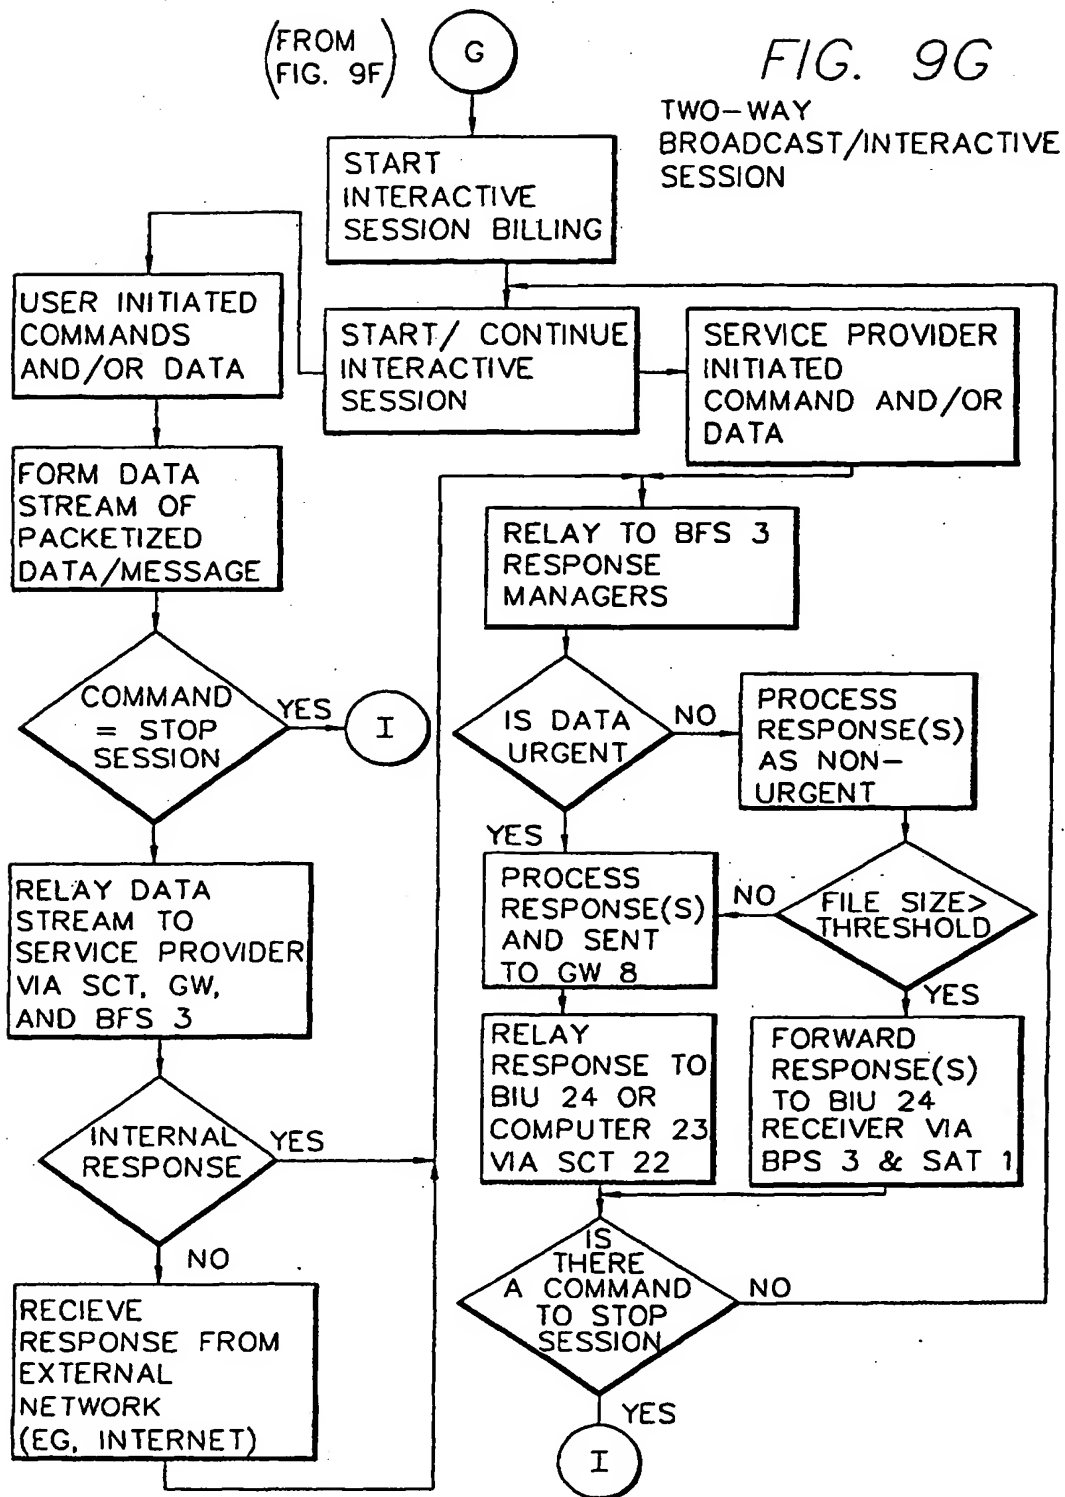 (FROM
FIG. 9F)
G
FIG. 9G
TWO-WAY
BROADCAST/INTERACTIVE
SESSION
START
INTERACTIVE
SESSION BILLING
USER INITIATED
COMMANDS
AND/OR DATA
START/ CONTINUE
INTERACTIVE
SESSION
SERVICE PROVIDER
INITIATED
COMMAND AND/OR
DATA
FORM DATA
STREAM OF
PACKETIZED
DATA/MESSAGE
RELAY TO BFS 3
RESPONSE
MANAGERS
COMMAND
= STOP
SESSION
YES
I
IS DATA
URGENT
NO
PROCESS
RESPONSE(S)
AS NON-
URGENT
YES
RELAY DATA
STREAM TO
SERVICE PROVIDER
VIA SCT, GW,
AND BFS 3
PROCESS
RESPONSE(S)
AND SENT
TO GW 8
NO
FILE SIZE>
THRESHOLD
YES
RELAY
RESPONSE TO
BIU 24 OR
COMPUTER 23
VIA SCT 22
FORWARD
RESPONSE(S)
TO BIU 24
RECEIVER VIA
BPS 3 & SAT 1
INTERNAL
RESPONSE
YES
NO
RECIEVE
RESPONSE FROM
EXTERNAL
NETWORK
(EG, INTERNET)
IS
THERE
A COMMAND
TO STOP
SESSION
NO
YES
I